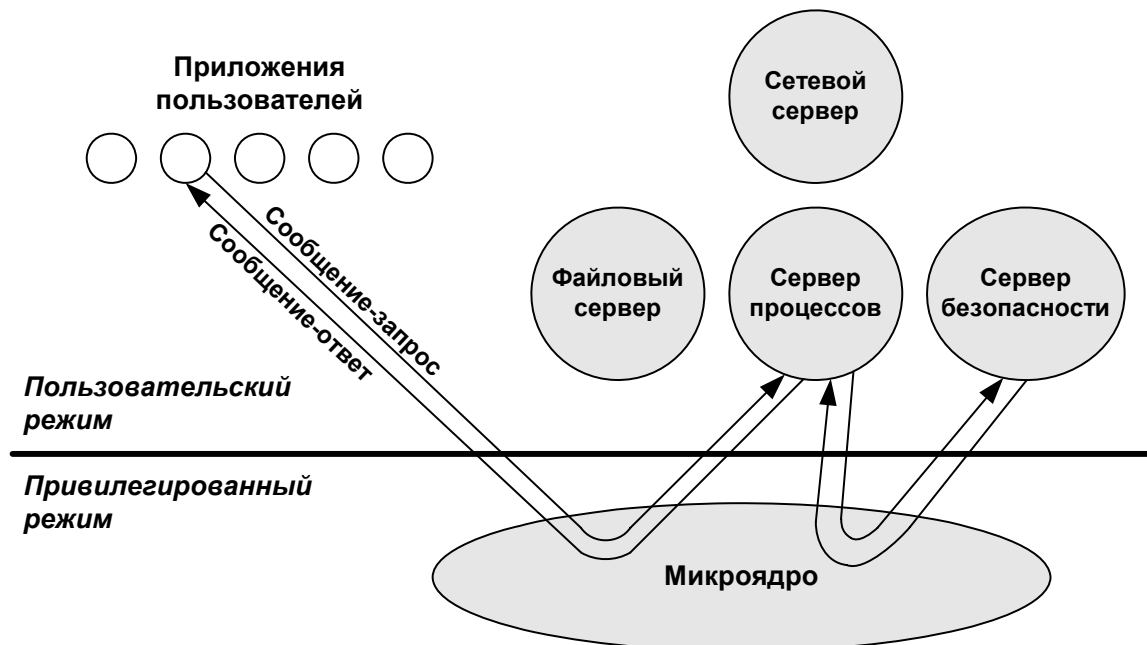 Приложения
пользователей
Сетевой
сервер
Сообщение-запрос
Сообщение-ответ
Файловый
сервер
Сервер
процессов
Сервер
безопасности
Пользовательский
режим
Привилегированный
режим
Микроядро